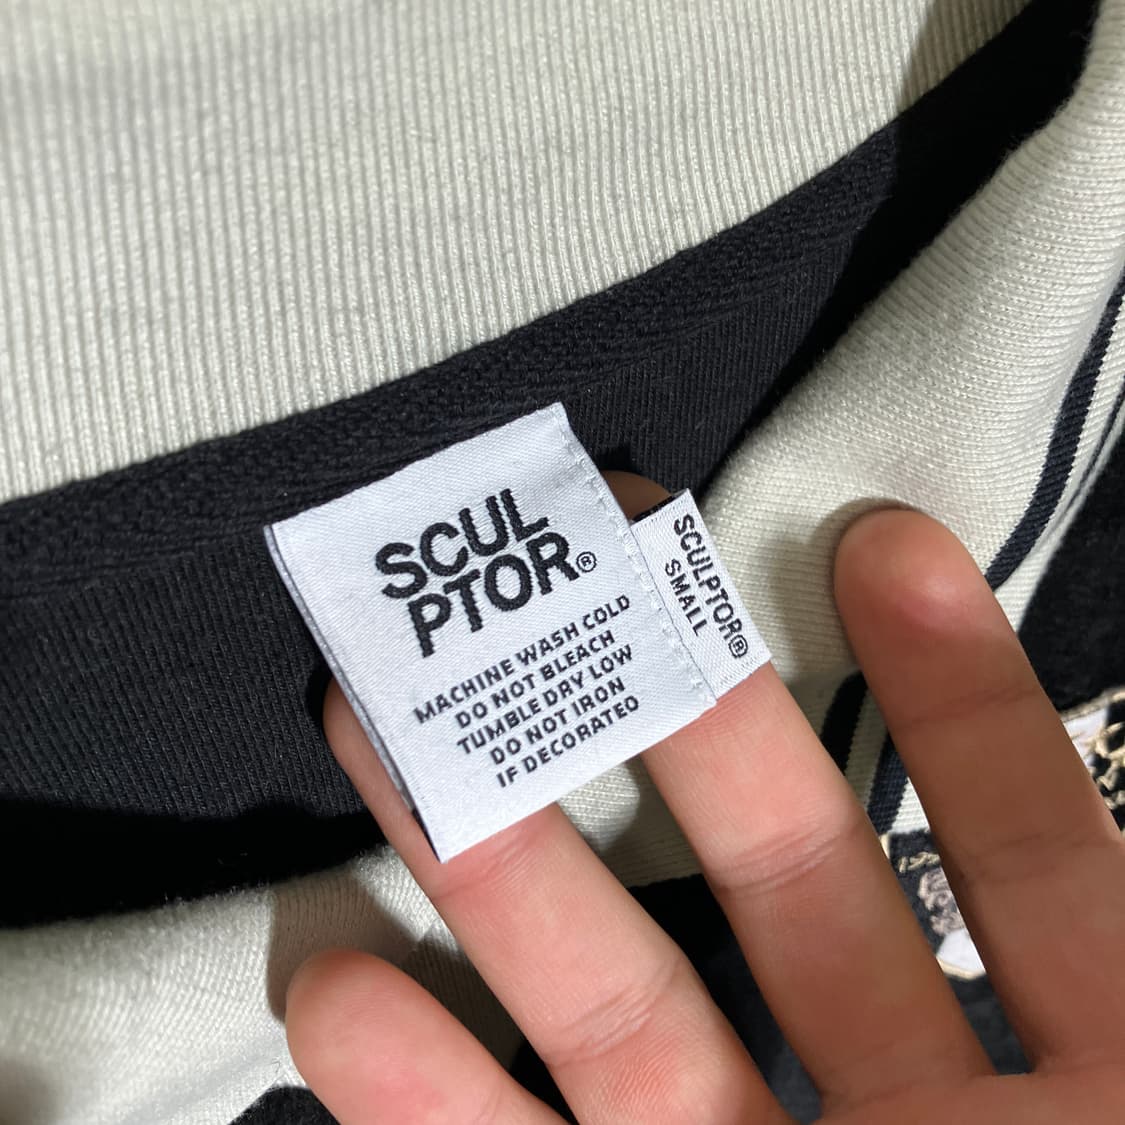 SCUL
PTOR®
MACHINE WASH COLD
DO NOT BLEACH
TUMBLE DRY LOW
DO NOT IRON
IF DECORATED
SCULPTOR®
SMALL